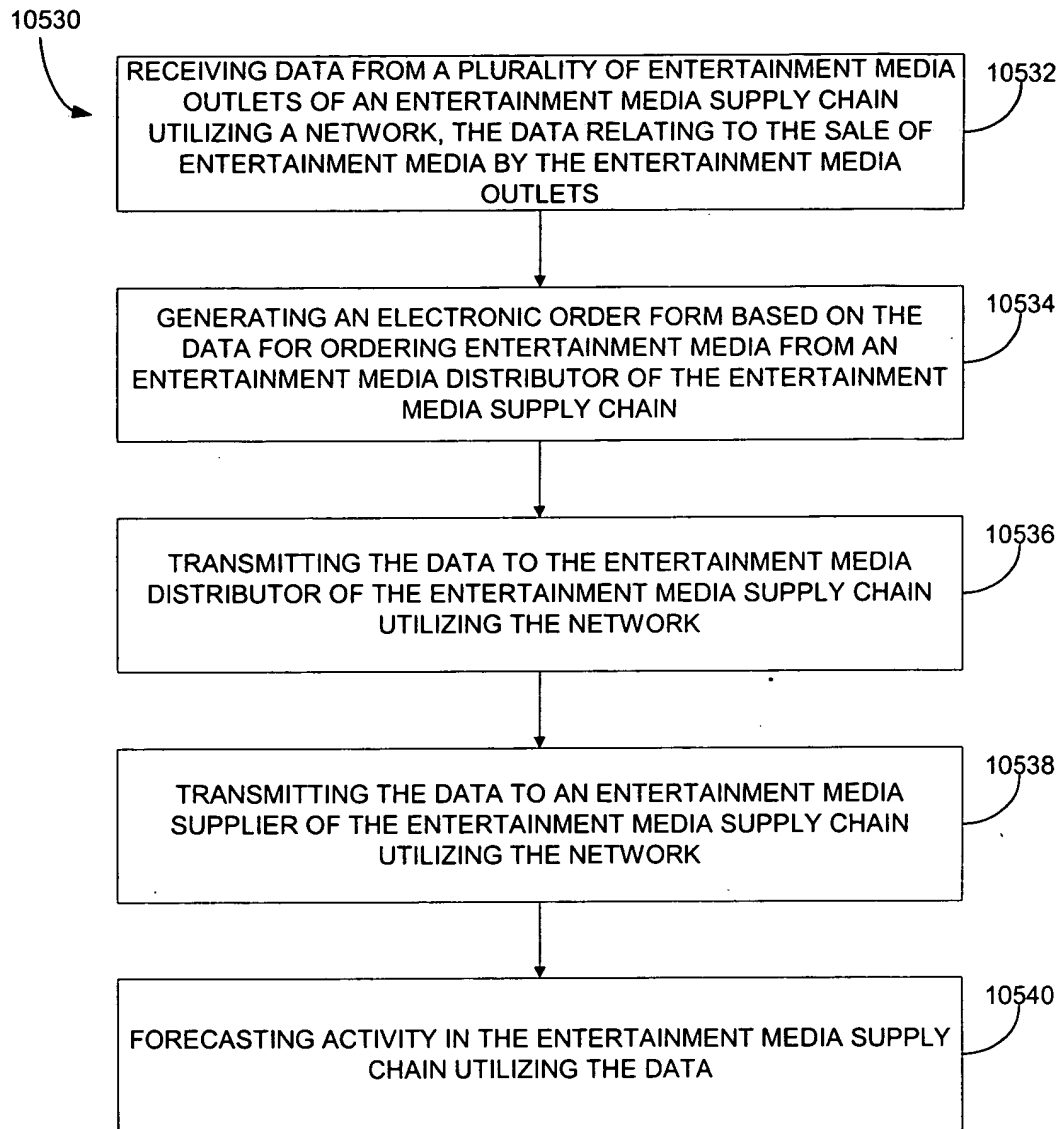 10530
RECEIVING DATA FROM A PLURALITY OF ENTERTAINMENT MEDIA
OUTLETS OF AN ENTERTAINMENT MEDIA SUPPLY CHAIN
UTILIZING A NETWORK, THE DATA RELATING TO THE SALE OF
ENTERTAINMENT MEDIA BY THE ENTERTAINMENT MEDIA
OUTLETS
10532
GENERATING AN ELECTRONIC ORDER FORM BASED ON THE
DATA FOR ORDERING ENTERTAINMENT MEDIA FROM AN
ENTERTAINMENT MEDIA DISTRIBUTOR OF THE ENTERTAINMENT
MEDIA SUPPLY CHAIN
10534
TRANSMITTING THE DATA TO THE ENTERTAINMENT MEDIA
DISTRIBUTOR OF THE ENTERTAINMENT MEDIA SUPPLY CHAIN
UTILIZING THE NETWORK
10536
TRANSMITTING THE DATA TO AN ENTERTAINMENT MEDIA
SUPPLIER OF THE ENTERTAINMENT MEDIA SUPPLY CHAIN
UTILIZING THE NETWORK
10538
FORECASTING ACTIVITY IN THE ENTERTAINMENT MEDIA SUPPLY
CHAIN UTILIZING THE DATA
10540